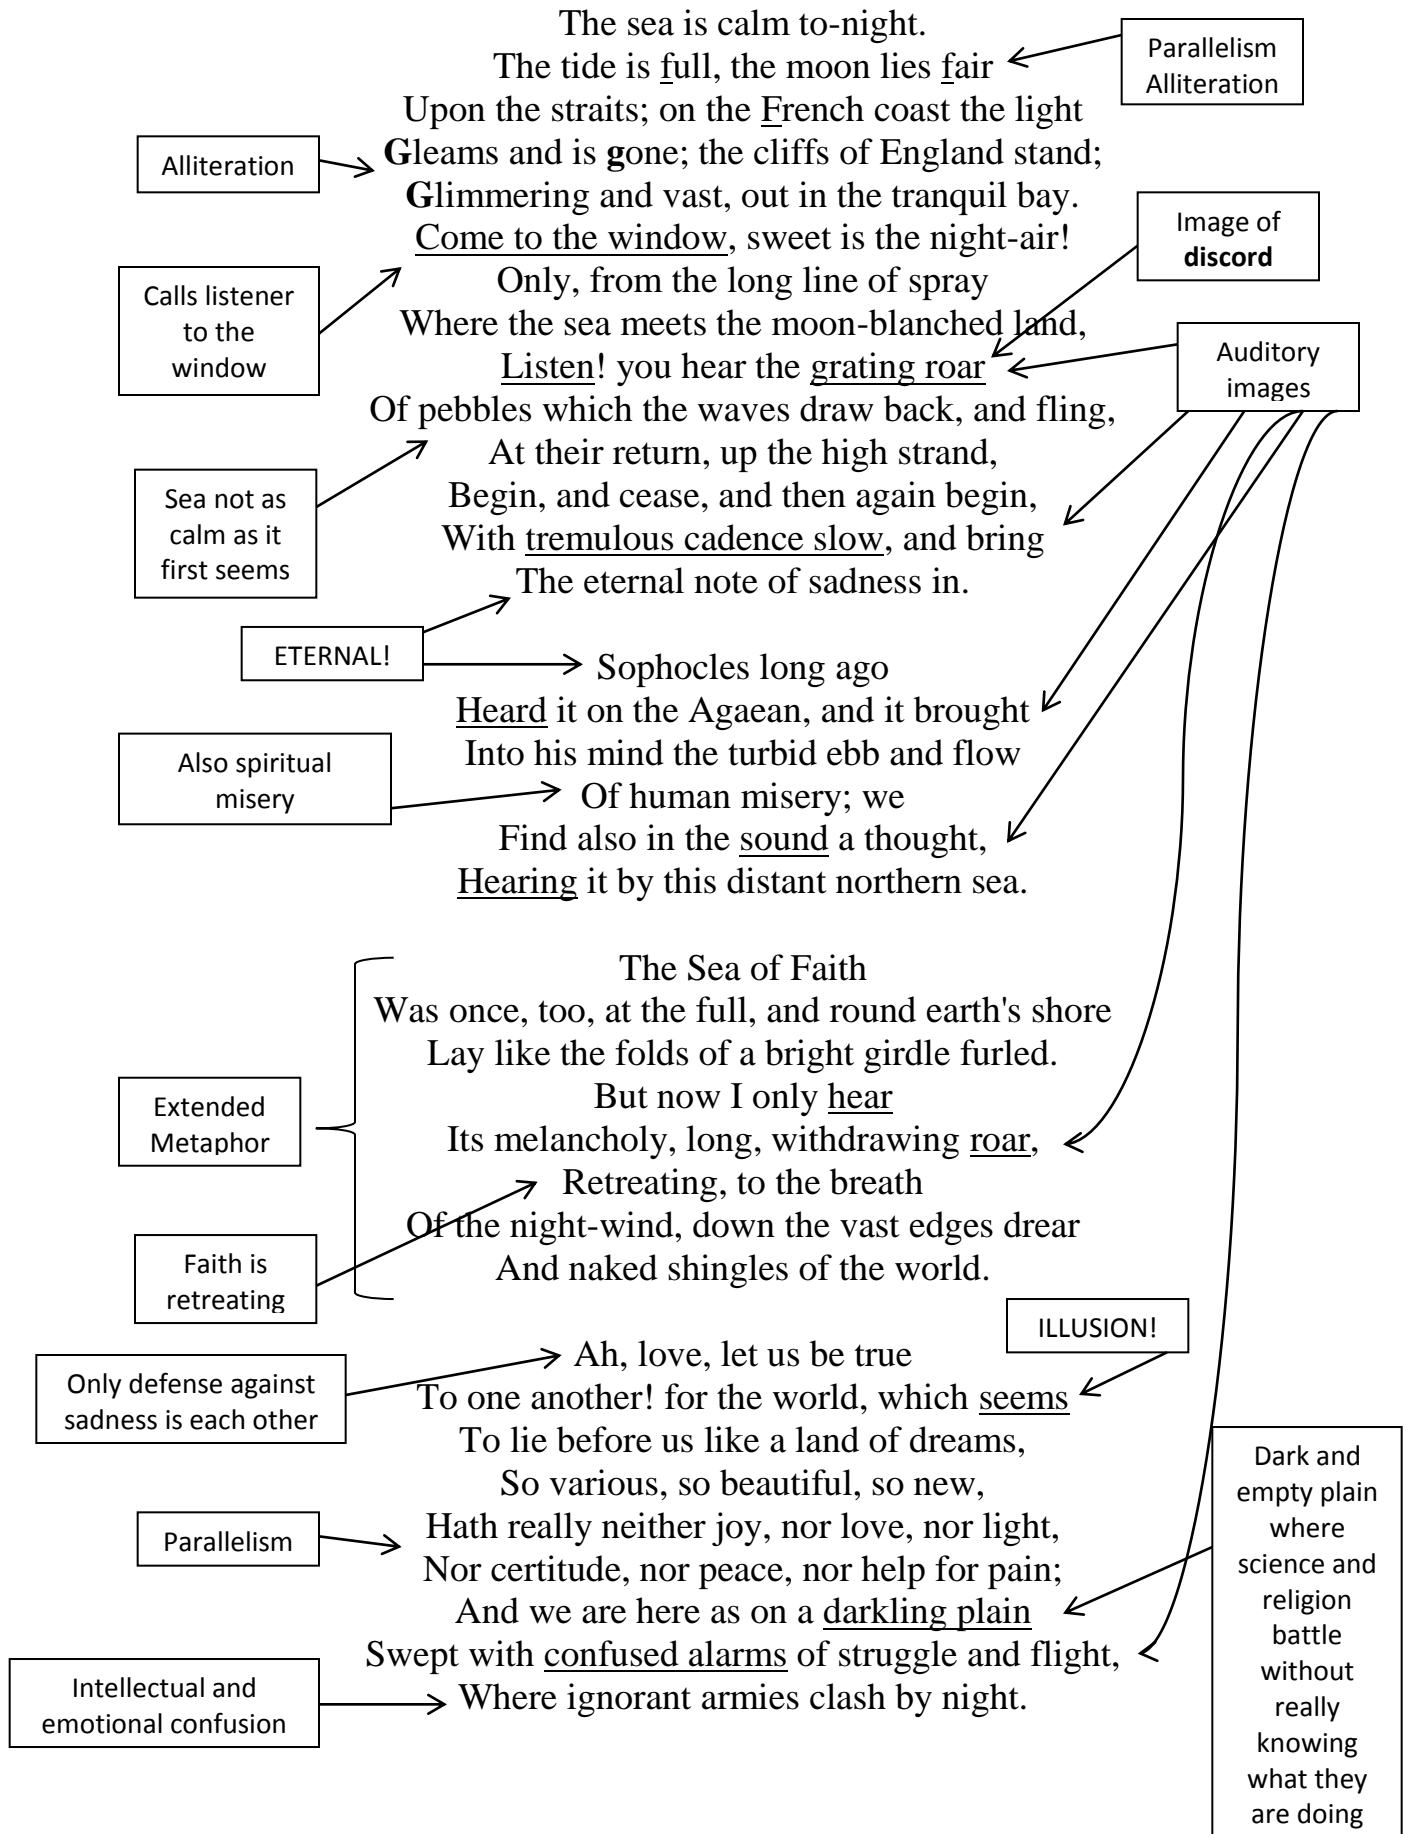 The sea is calm to-night.
The tide is full, the moon lies fair
Upon the straits; on the French coast the light
Gleams and is gone; the cliffs of England stand;
Glimmering and vast, out in the tranquil bay.
Come to the window, sweet is the night-air!
Only, from the long line of spray
Where the sea meets the moon-blanched land,
Listen! you hear the grating roar
Of pebbles which the waves draw back, and fling,
At their return, up the high strand,
Begin, and cease, and then again begin,
With tremulous cadence slow, and bring
The eternal note of sadness in.
Sophocles long ago
Heard it on the Agaean, and it brought
Into his mind the turbid ebb and flow
Of human misery; we
Find also in the sound a thought,
Hearing it by this distant northern sea.
The Sea of Faith
Was once, too, at the full, and round earth's shore
Lay like the folds of a bright girdle furled.
But now I only hear
Its melancholy, long, withdrawing roar,
Retreating, to the breath
Of the night-wind, down the vast edges drear
And naked shingles of the world.
Ah, love, let us be true
To one another! for the world, which seems
To lie before us like a land of dreams,
So various, so beautiful, so new,
Hath really neither joy, nor love, nor light,
Nor certitude, nor peace, nor help for pain;
And we are here as on a darkling plain
Swept with confused alarms of struggle and flight,
Where ignorant armies clash by night.
Parallelism
Alliteration
Alliteration
Image of
discord
Calls listener
to the
window
Auditory
images
Sea not as
calm as it
first seems
ETERNAL!
Also spiritual
misery
Extended
Metaphor
Faith is
retreating
ILLUSION!
Only defense against
sadness is each other
Parallelism
Dark and
empty plain
where
science and
religion
battle
without
really
knowing
what they
are doing
Intellectual and
emotional confusion